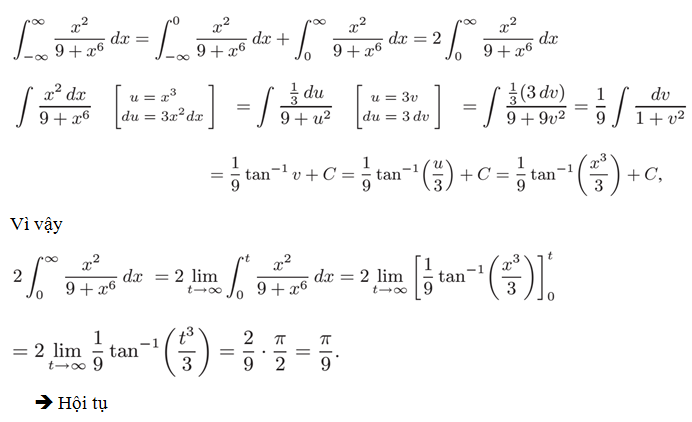 ∫_{-∞}^{∞} x²/(9 + x⁶) dx = ∫_{-∞}^{0} x²/(9 + x⁶) dx + ∫_{0}^{∞} x²/(9 + x⁶) dx = 2 ∫_{0}^{∞} x²/(9 + x⁶) dx
∫ x² dx/(9 + x⁶) [u = x³, du = 3x² dx] = ∫ (1/3 du)/(9 + u²) [u = 3v, du = 3 dv] = ∫ (1/3 (3 dv))/(9 + 9v²) = 1/9 ∫ dv/(1 + v²)
= 1/9 tan⁻¹ v + C = 1/9 tan⁻¹(u/3) + C = 1/9 tan⁻¹(x³/3) + C,
Vì vậy
2 ∫_{0}^{∞} x²/(9 + x⁶) dx = 2 lim_{t→∞} ∫_{0}^{t} x²/(9 + x⁶) dx = 2 lim_{t→∞} [1/9 tan⁻¹(x³/3)]_{0}^{t}
= 2 lim_{t→∞} 1/9 tan⁻¹(t³/3) = 2/9 · π/2 = π/9.
➔ Hội tụ